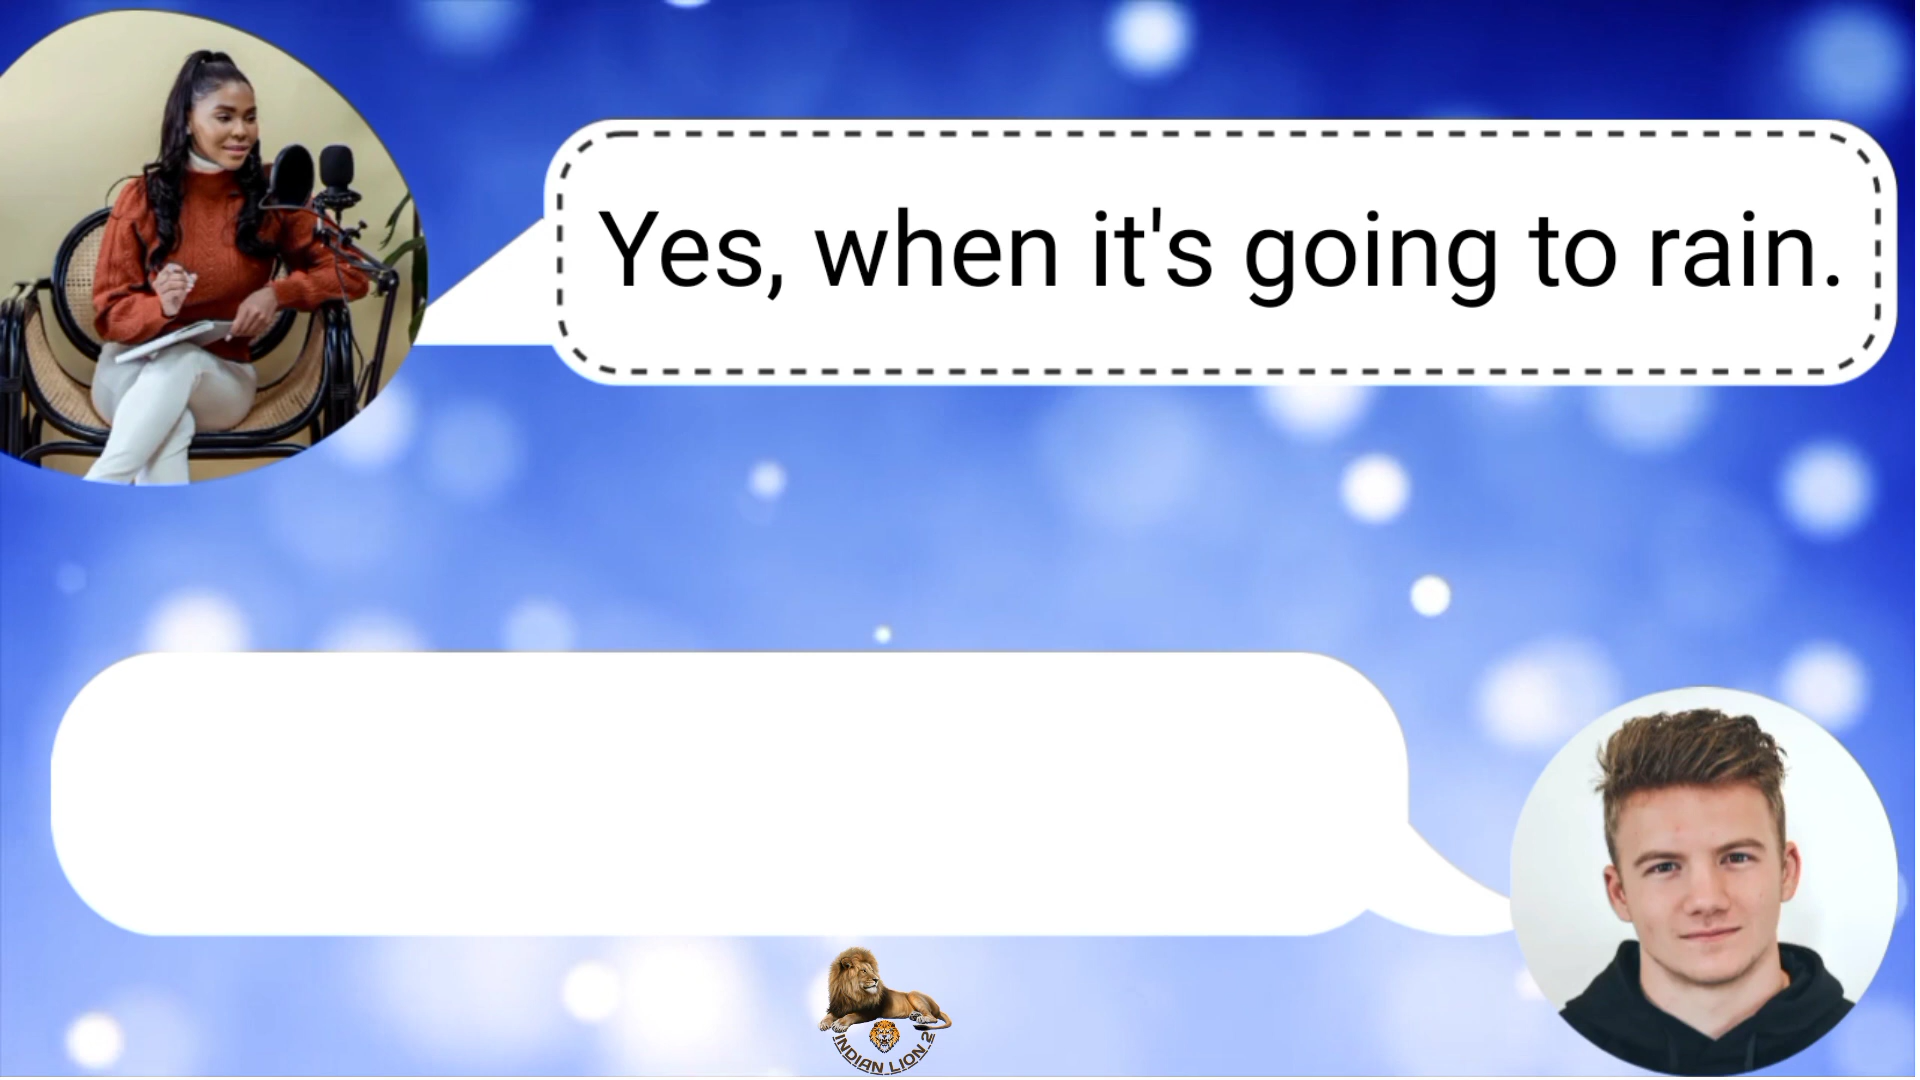 Yes, when it's going to rain.
INDIAN LION 2